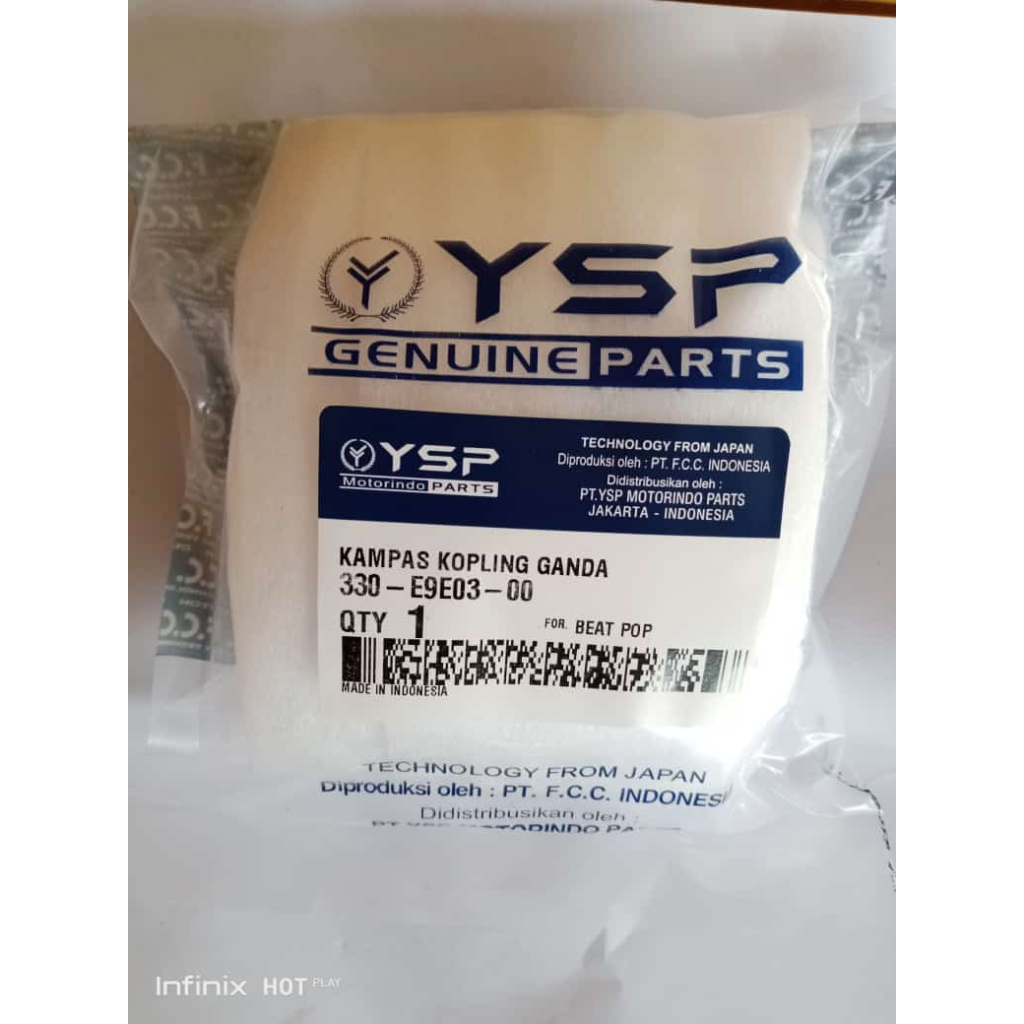 YSP
GENUINE PARTS
YSP
Motorindo PARTS
TECHNOLOGY FROM JAPAN
Diproduksi oleh : PT. F.C.C. INDONESIA
Didistribusikan oleh :
PT.YSP MOTORINDO PARTS
JAKARTA - INDONESIA
KAMPAS KOPLING GANDA
330-E9E03-00
QTY 1
FOR. BEAT POP
MADE IN INDONESIA
TECHNOLOGY FROM JAPAN
Diproduksi oleh : PT. F.C.C. INDONES
Didistribusikan oleh :
Infinix HOT PLAY